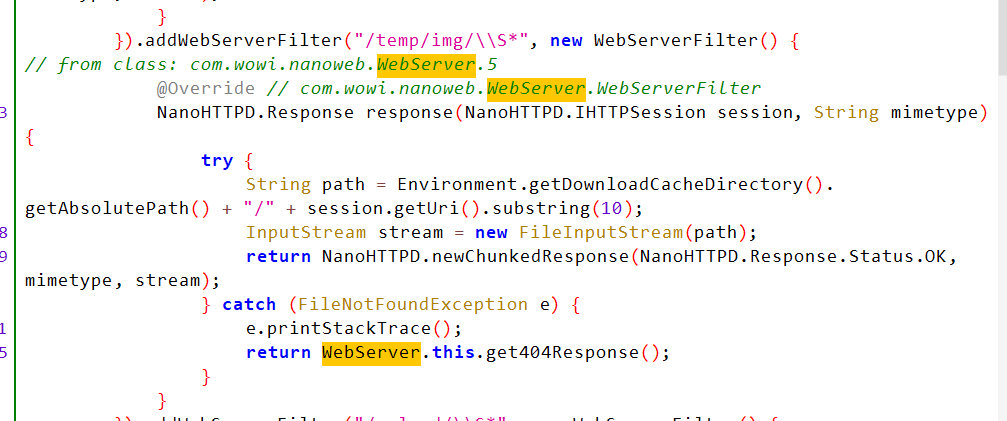 }
}).addWebServerFilter("/temp/img/\\S*", new WebServerFilter() {
// from class: com.wowi.nanoweb.WebServer.5
@Override // com.wowi.nanoweb.WebServer.WebServerFilter
3 NanoHTTPD.Response response(NanoHTTPD.IHTTPSession session, String mimetype)
{
try {
String path = Environment.getDownloadCacheDirectory().
getAbsolutePath() + "/" + session.getUri().substring(10);
8 InputStream stream = new FileInputStream(path);
9 return NanoHTTPD.newChunkedResponse(NanoHTTPD.Response.Status.OK,
mimetype, stream);
} catch (FileNotFoundException e) {
1 e.printStackTrace();
5 return WebServer.this.get404Response();
}
}